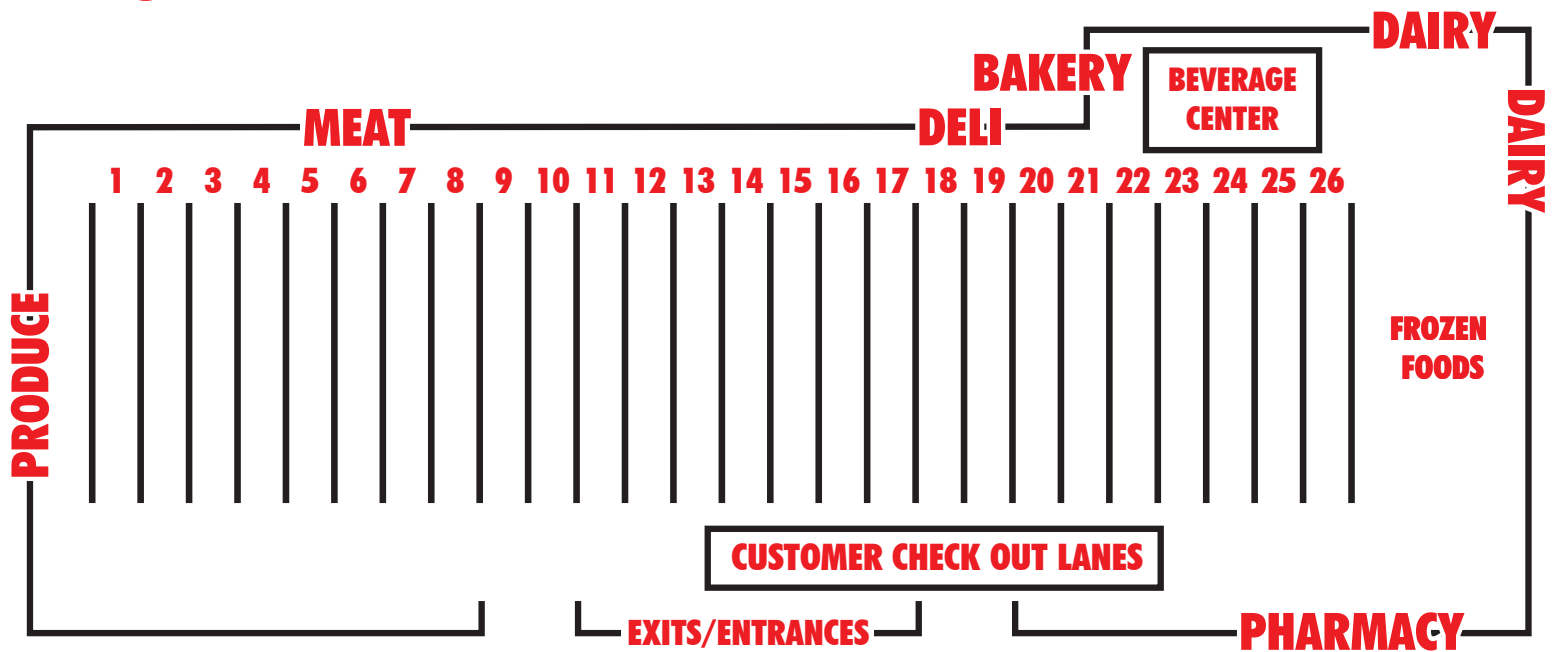 DAIRY
BAKERY
BEVERAGE
CENTER
MEAT
DELI
DAIRY
1 2 3 4 5 6 7 8 9 10 11 12 13 14 15 16 17 18 19 20 21 22 23 24 25 26
PRODUCE
FROZEN
FOODS
CUSTOMER CHECK OUT LANES
EXITS/ENTRANCES
PHARMACY